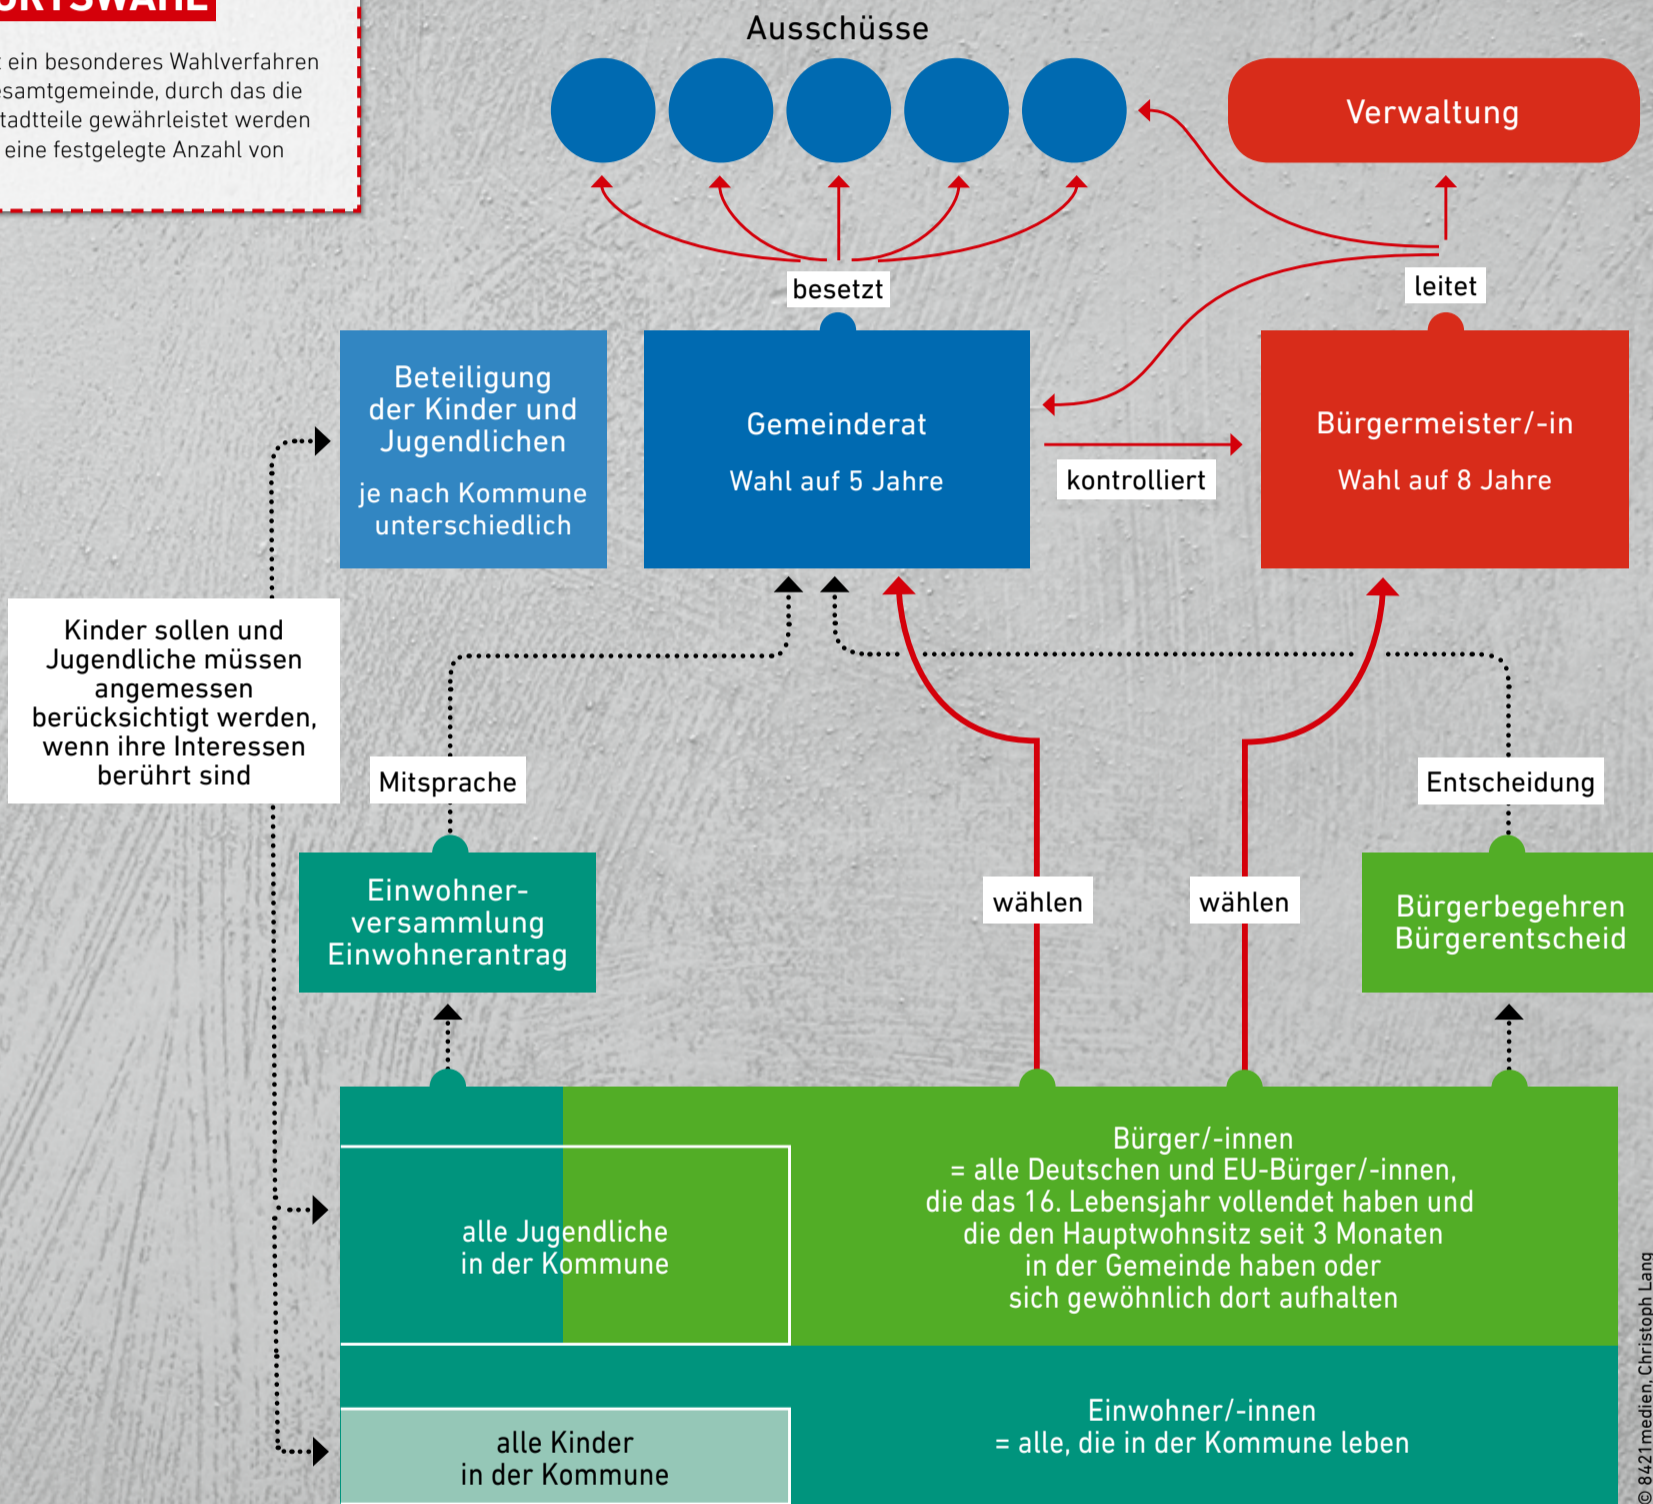 ein besonderes Wahlverfahren
esamtgemeinde, durch das die
tadtteile gewährleistet werden
eine festgelegte Anzahl von
Ausschüsse
Verwaltung
besetzt
leitet
Beteiligung
der Kinder und
Jugendlichen
je nach Kommune
unterschiedlich
Gemeinderat
Wahl auf 5 Jahre
kontrolliert
Bürgermeister/-in
Wahl auf 8 Jahre
Kinder sollen und
Jugendliche müssen
angemessen
berücksichtigt werden,
wenn ihre Interessen
berührt sind
Mitsprache
Entscheidung
Einwohner-
versammlung
Einwohnerantrag
wählen
wählen
Bürgerbegehren
Bürgerentscheid
Bürger/-innen
= alle Deutschen und EU-Bürger/-innen,
die das 16. Lebensjahr vollendet haben und
die den Hauptwohnsitz seit 3 Monaten
in der Gemeinde haben oder
sich gewöhnlich dort aufhalten
alle Jugendliche
in der Kommune
Einwohner/-innen
= alle, die in der Kommune leben
alle Kinder
in der Kommune
© 8421medien, Christoph Lang